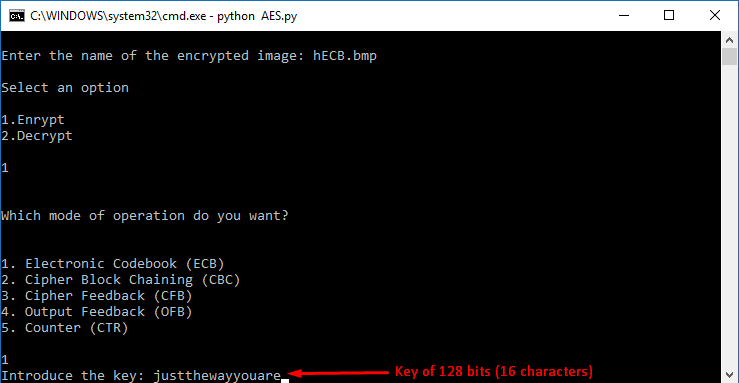 C:\WINDOWS\system32\cmd.exe - python  AES.py
Enter the name of the encrypted image: hECB.bmp
Select an option
1.Enrypt
2.Decrypt
1
Which mode of operation do you want?
1. Electronic Codebook (ECB)
2. Cipher Block Chaining (CBC)
3. Cipher Feedback (CFB)
4. Output Feedback (OFB)
5. Counter (CTR)
1
Introduce the key: justthewayyouare Key of 128 bits (16 characters)